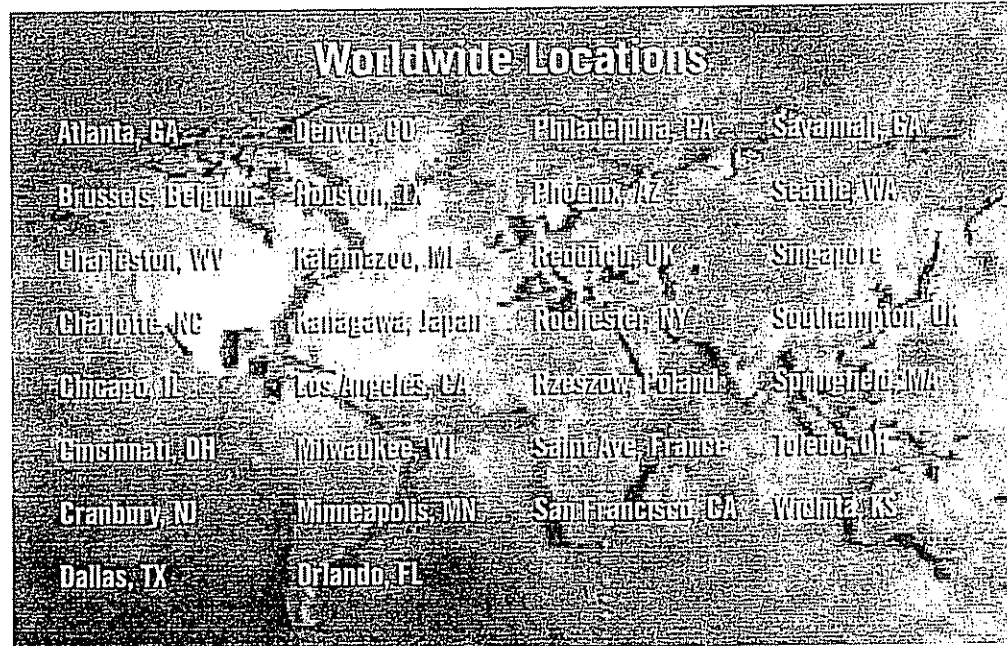 Worldwide Locations
Atlanta, GA Denver, CO Philadelphia, PA Savannah, GA
Brussels, Belgium Houston, TX Phoenix, AZ Seattle, WA
Charleston, WV Kalamazoo, MI Redditch, UK Singapore
Charlotte, NC Kanagawa, Japan Rochester, NY Southampton, UK
Chicago, IL Los Angeles, CA Rzeszow, Poland Springfield, MA
Cincinnati, OH Milwaukee, WI Saint Ave, France Toledo, OH
Cranbury, NJ Minneapolis, MN San Francisco, CA Wichita, KS
Dallas, TX Orlando, FL